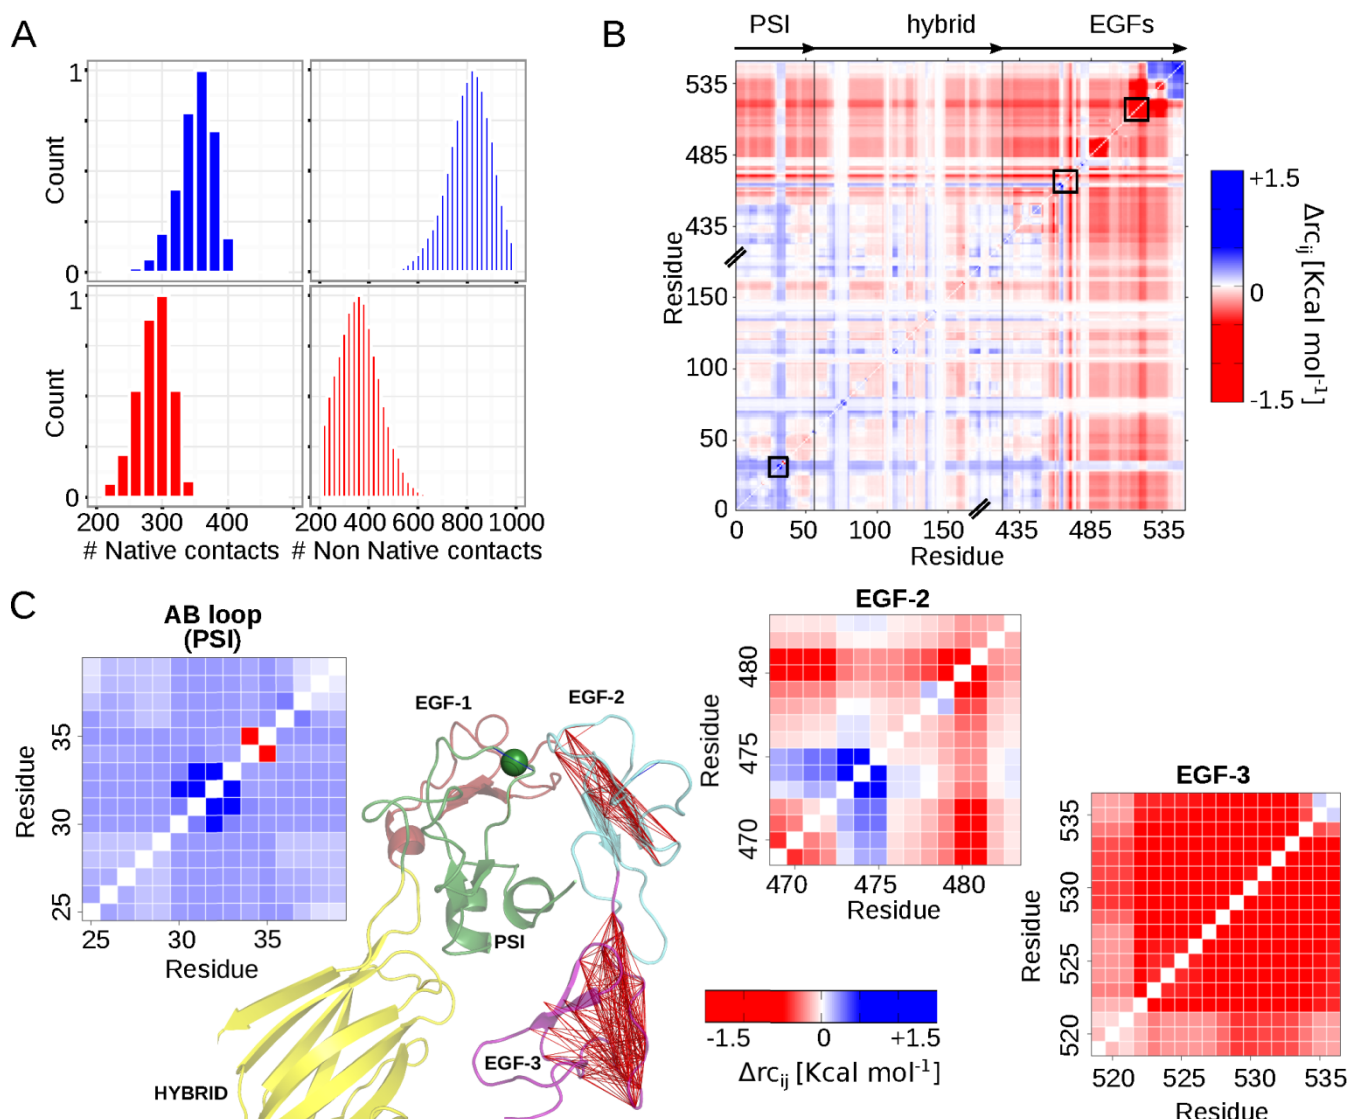 A
1
Count
0
1
Count
0
200 300 400
# Native contacts
200 400 600 800 1000
# Non Native contacts
B
PSI hybrid EGFs
535
485
435
150
100
50
0
Residue
0 50 100 150 435 485 535
Residue
+1.5
0
-1.5
Δrc_ij [Kcal mol⁻¹]
C
AB loop
(PSI)
35
30
25
Residue
25 30 35
Residue
EGF-1
EGF-2
PSI
EGF-3
HYBRID
EGF-2
480
475
470
Residue
470 475 480
Residue
EGF-3
535
530
525
520
Residue
520 525 530 535
Residue
-1.5 0 +1.5
Δrc_ij [Kcal mol⁻¹]